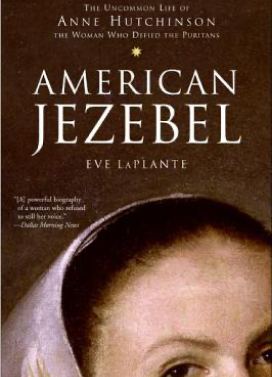 The Uncommon Life of
Anne Hutchinson
the Woman Who Defied the Puritans
AMERICAN
JEZEBEL
EVE LaPLANTE
"[A] powerful biography
of a woman who refused
to still her voice."
—Dallas Morning News